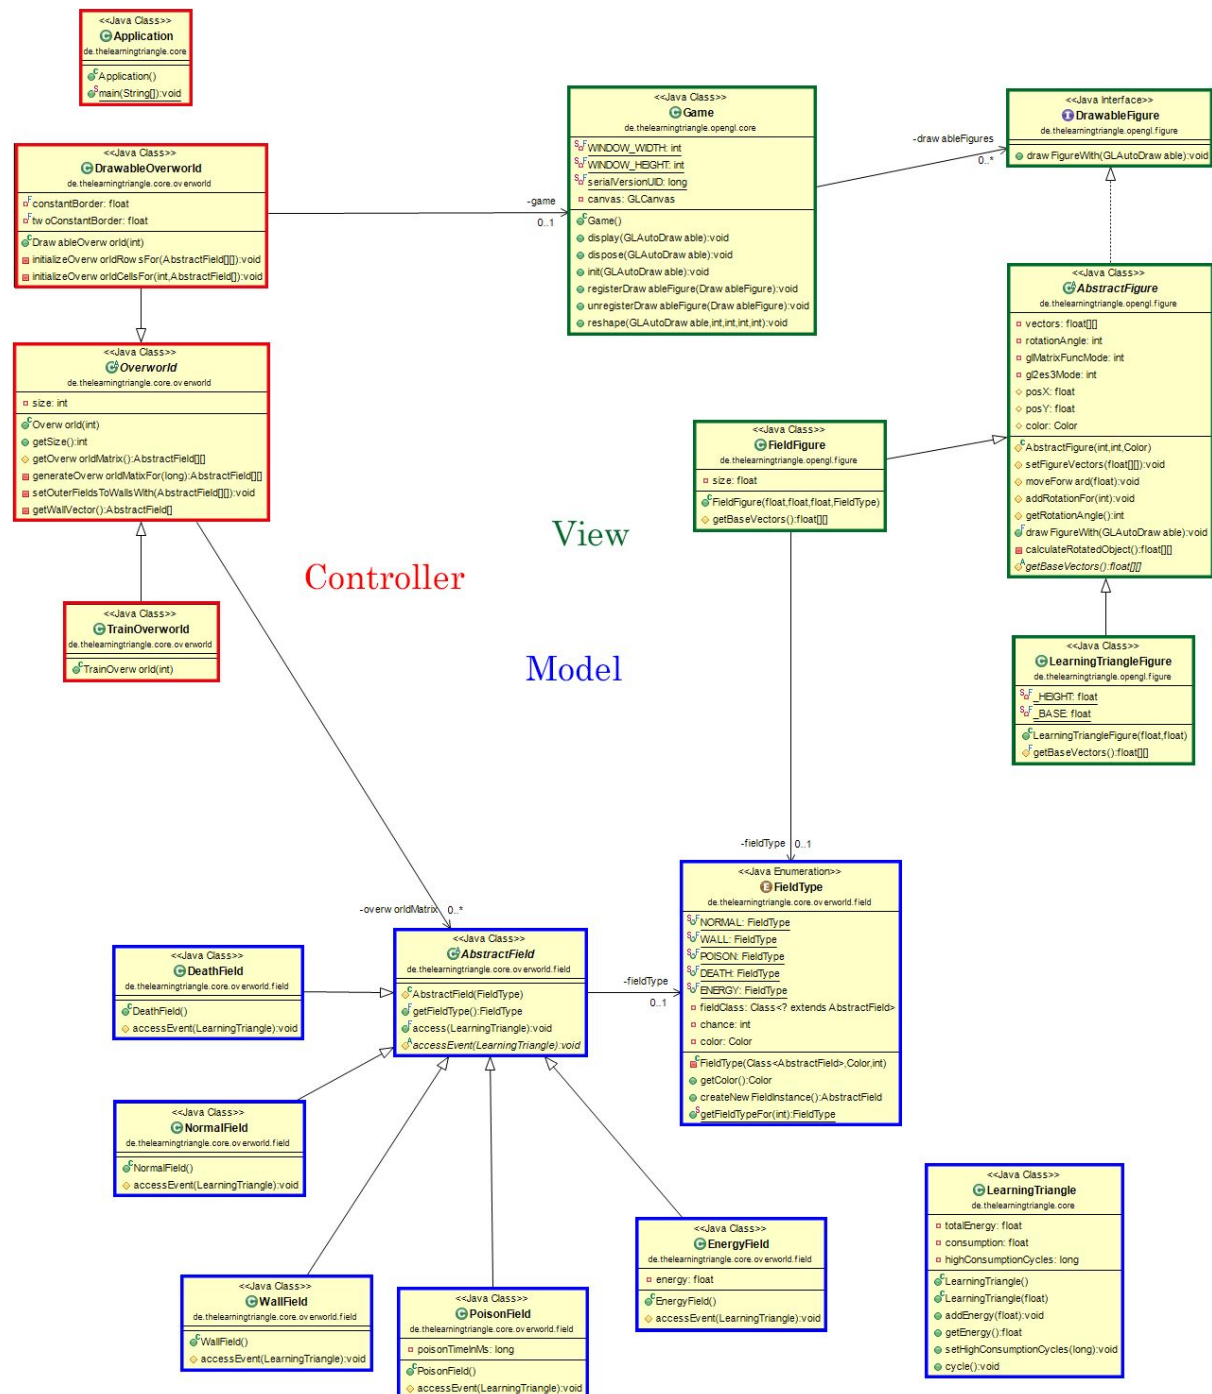 <<Java Class>>
Application
de.thelearningtriangle.core
Application()
main(String[]):void
<<Java Class>>
DrawableOverworld
de.thelearningtriangle.core.overworld
constantBorder: float
twoConstantBorder: float
DrawableOverworld(int)
initializeOverworldRowsFor(AbstractField[][]):void
initializeOverworldCellsFor(int,AbstractField[]):void
-game
0..1
<<Java Class>>
Game
de.thelearningtriangle.opengl.core
WINDOW_WIDTH: int
WINDOW_HEIGHT: int
serialVersionUID: long
canvas: GLCanvas
Game()
display(GLAutoDrawable):void
dispose(GLAutoDrawable):void
init(GLAutoDrawable):void
registerDrawableFigure(DrawableFigure):void
unregisterDrawableFigure(DrawableFigure):void
reshape(GLAutoDrawable,int,int,int,int):void
-drawableFigures
0..*
<<Java Interface>>
DrawableFigure
de.thelearningtriangle.opengl.figure
drawFigureWith(GLAutoDrawable):void
<<Java Class>>
AbstractFigure
de.thelearningtriangle.opengl.figure
vectors: float[][]
rotationAngle: int
glMatrixFuncMode: int
gl2es3Mode: int
posX: float
posY: float
color: Color
AbstractFigure(int,int,Color)
setFigureVectors(float[][]):void
moveForward(float):void
addRotationFor(int):void
getRotationAngle():int
drawFigureWith(GLAutoDrawable):void
calculateRotatedObject():float[][]
getBaseVectors():float[][]
<<Java Class>>
Overworld
de.thelearningtriangle.core.overworld
size: int
Overworld(int)
getSize():int
getOverworldMatrix():AbstractField[][]
generateOverworldMatixFor(long):AbstractField[][]
setOuterFieldsToWallsWith(AbstractField[][]):void
getWallVector():AbstractField[]
<<Java Class>>
FieldFigure
de.thelearningtriangle.opengl.figure
size: float
FieldFigure(float,float,float,FieldType)
getBaseVectors():float[][]
View
Controller
Model
<<Java Class>>
TrainOverworld
de.thelearningtriangle.core.overworld
TrainOverworld(int)
<<Java Class>>
LearningTriangleFigure
de.thelearningtriangle.opengl.figure
_HEIGHT: float
_BASE: float
LearningTriangleFigure(float,float)
getBaseVectors():float[][]
-fieldType
0..1
-overworldMatrix
0..*
<<Java Enumeration>>
FieldType
de.thelearningtriangle.core.overworld.field
NORMAL: FieldType
WALL: FieldType
POISON: FieldType
DEATH: FieldType
ENERGY: FieldType
fieldClass: Class<? extends AbstractField>
chance: int
color: Color
FieldType(Class<AbstractField>,Color,int)
getColor():Color
createNewFieldInstance():AbstractField
getFieldTypeFor(int):FieldType
<<Java Class>>
AbstractField
de.thelearningtriangle.core.overworld.field
AbstractField(FieldType)
getFieldType():FieldType
access(LearningTriangle):void
accessEvent(LearningTriangle):void
-fieldType
0..1
<<Java Class>>
DeathField
de.thelearningtriangle.core.overworld.field
DeathField()
accessEvent(LearningTriangle):void
<<Java Class>>
NormalField
de.thelearningtriangle.core.overworld.field
NormalField()
accessEvent(LearningTriangle):void
<<Java Class>>
WallField
de.thelearningtriangle.core.overworld.field
WallField()
accessEvent(LearningTriangle):void
<<Java Class>>
PoisonField
de.thelearningtriangle.core.overworld.field
poisonTimeInMs: long
PoisonField()
accessEvent(LearningTriangle):void
<<Java Class>>
EnergyField
de.thelearningtriangle.core.overworld.field
energy: float
EnergyField()
accessEvent(LearningTriangle):void
<<Java Class>>
LearningTriangle
de.thelearningtriangle.core
totalEnergy: float
consumption: float
highConsumptionCycles: long
LearningTriangle()
LearningTriangle(float)
addEnergy(float):void
getEnergy():float
setHighConsumptionCycles(long):void
cycle():void